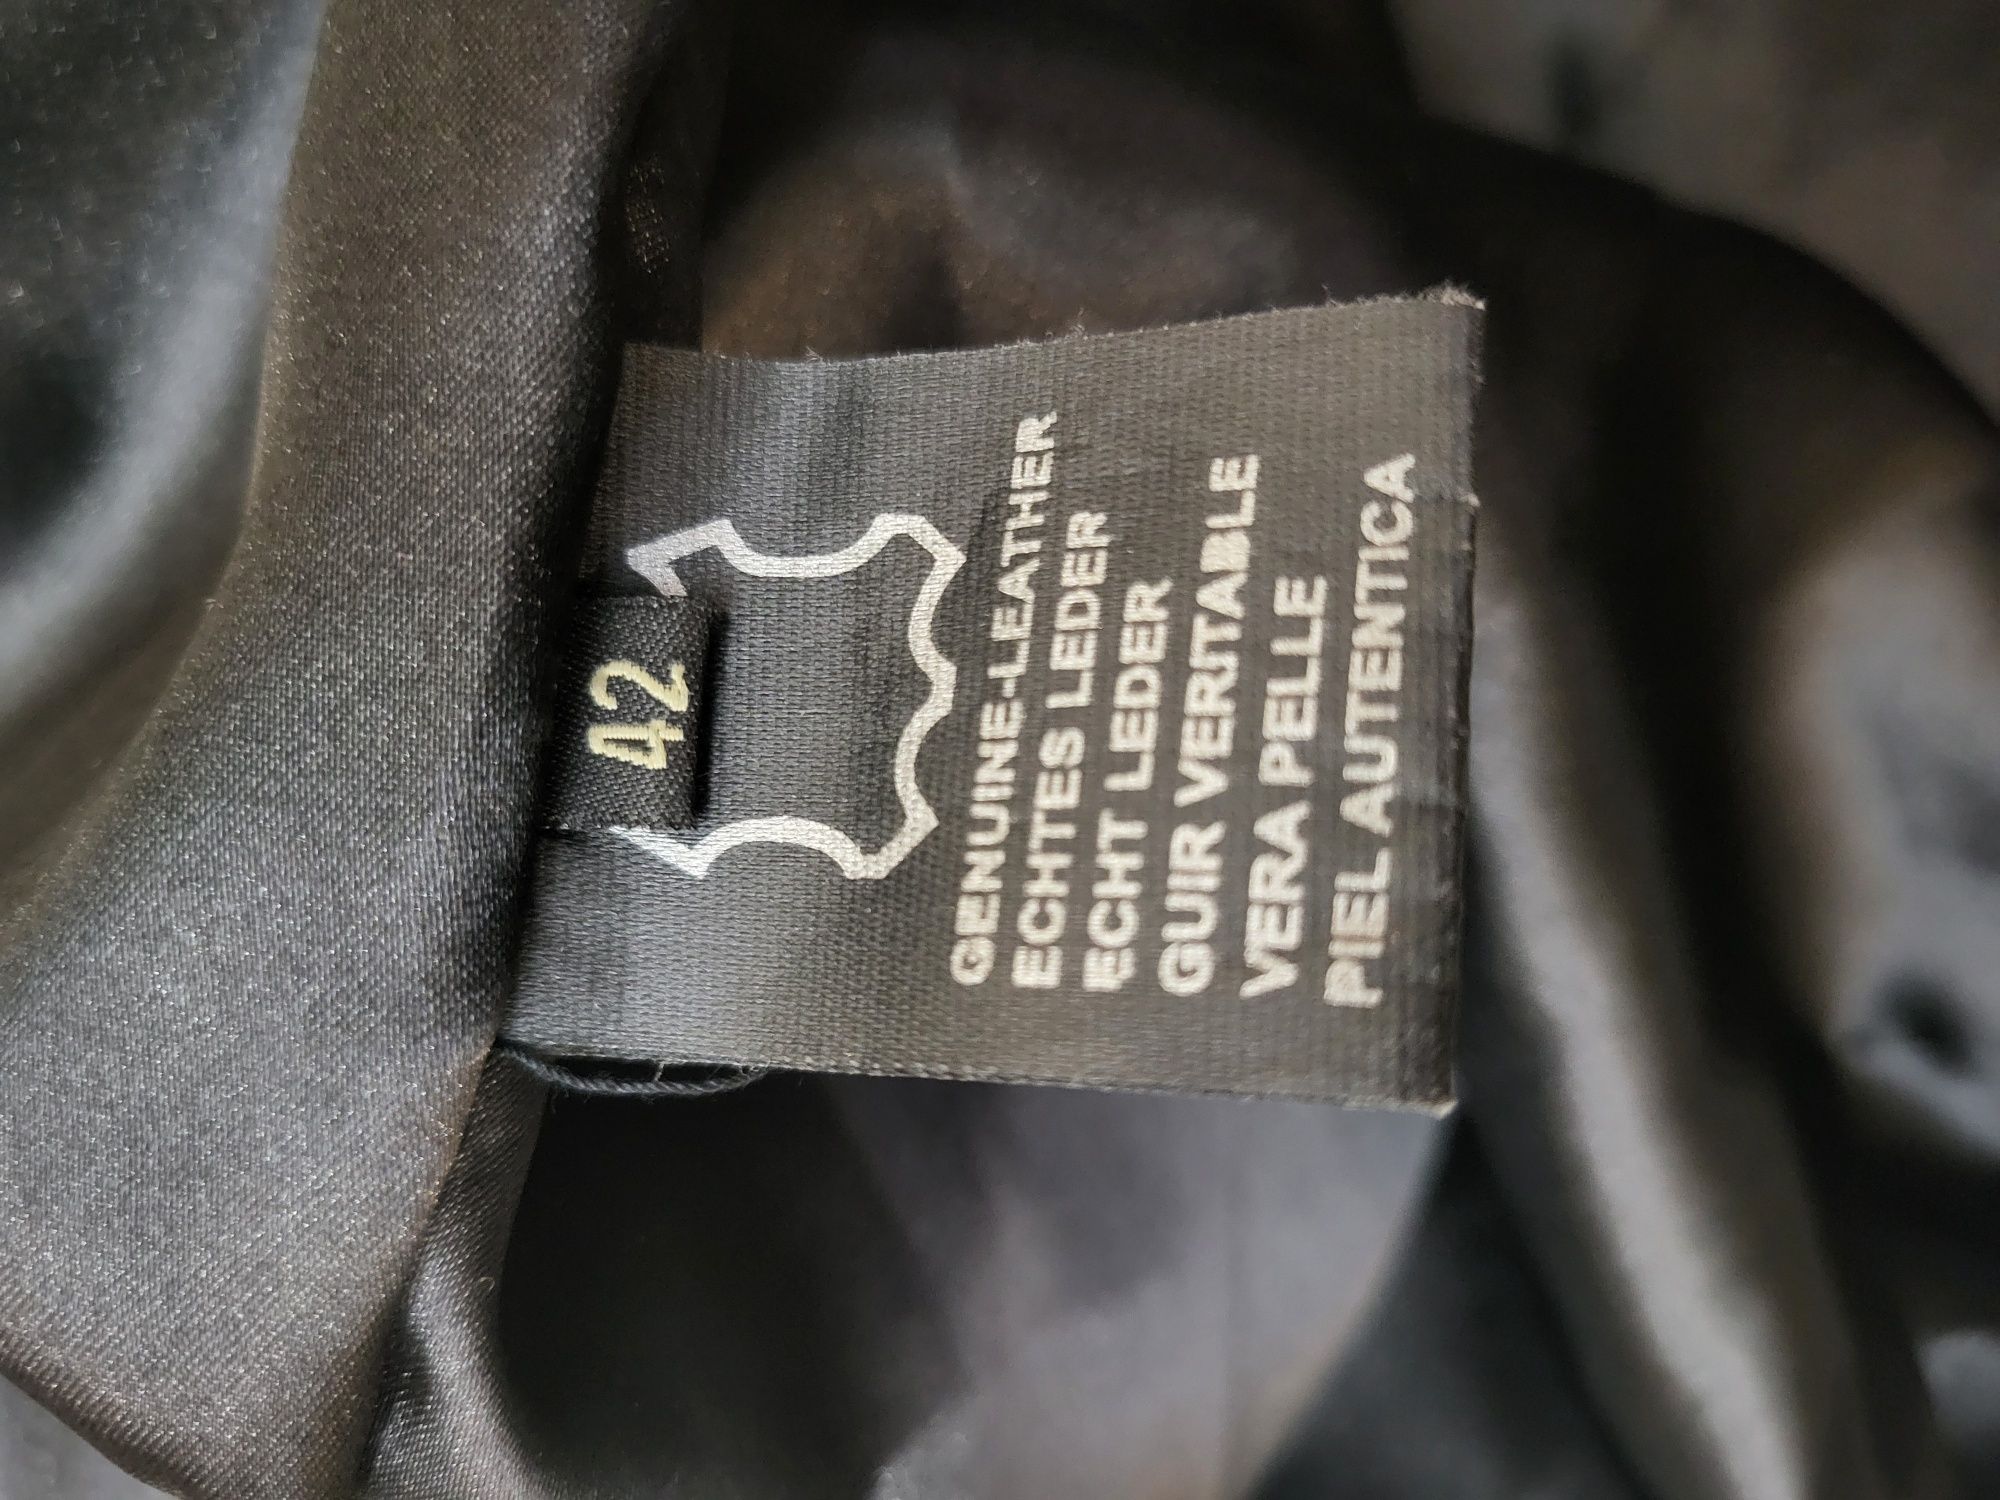 42
GENUINE-LEATHER
ECHTES LEDER
ECHT LEDER
GUIR VERITABLE
VERA PELLE
PIEL AUTENTICA